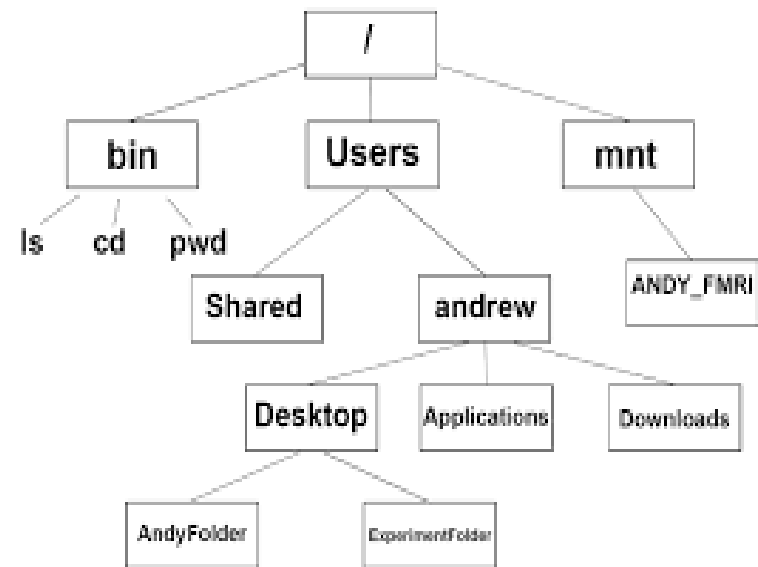 /
bin
Users
mnt
ls
cd
pwd
Shared
andrew
ANDY_FMRI
Desktop
Applications
Downloads
AndyFolder
ExperimentFolder